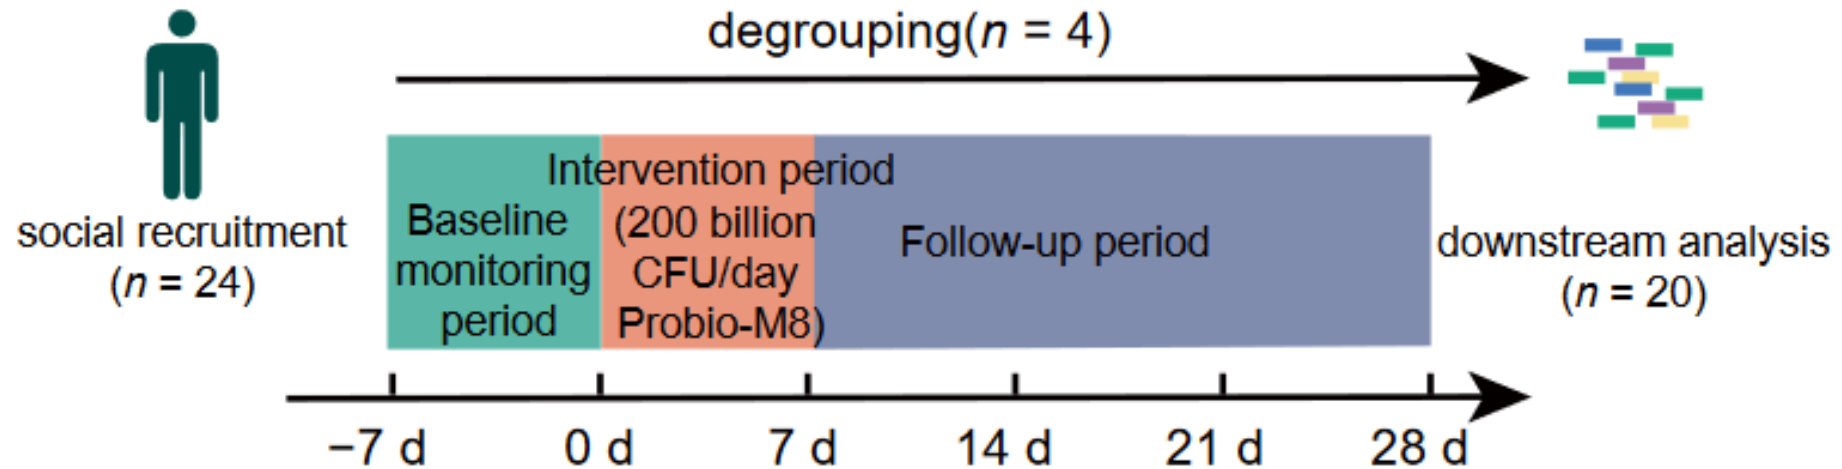 degrouping(n = 4)
social recruitment
(n = 24)
Baseline
monitoring
period
Intervention period
(200 billion
CFU/day
Probio-M8)
Follow-up period
downstream analysis
(n = 20)
−7 d
0 d
7 d
14 d
21 d
28 d